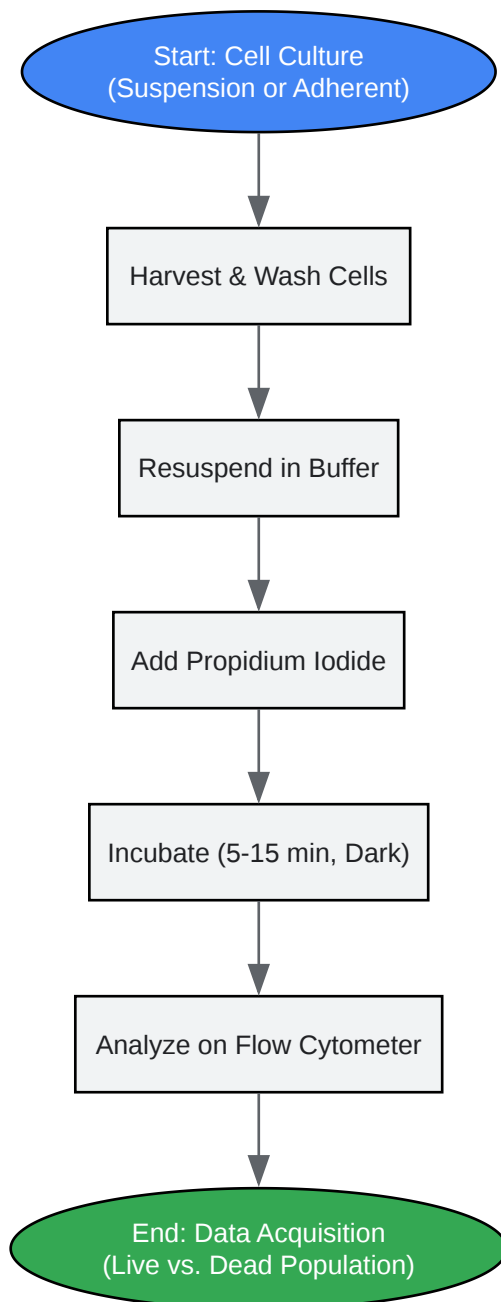 Start: Cell Culture
(Suspension or Adherent)
Harvest & Wash Cells
Resuspend in Buffer
Add Propidium Iodide
Incubate (5-15 min, Dark)
Analyze on Flow Cytometer
End: Data Acquisition
(Live vs. Dead Population)